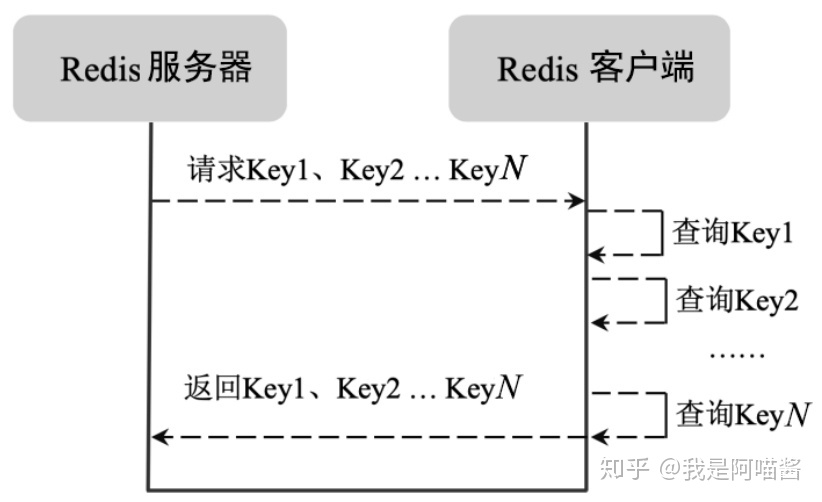 Redis 服务器
Redis 客户端
请求Key1、Key2 … KeyN
查询Key1
查询Key2
……
返回Key1、Key2 … KeyN
查询KeyN
知乎 @我是阿喵酱